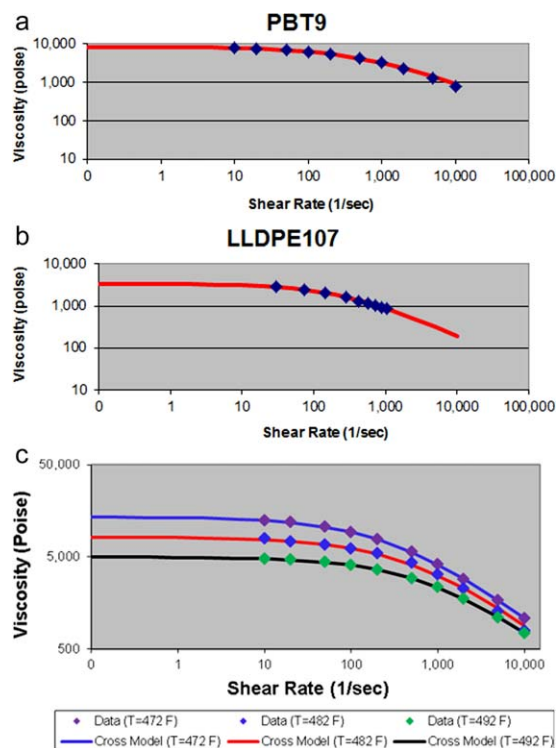 a
PBT9
Viscosity (poise)
10,000
1,000
100
10
0 1 10 100 1,000 10,000 100,000
Shear Rate (1/sec)
b
LLDPE107
Viscosity (poise)
10,000
1,000
100
10
0 1 10 100 1,000 10,000 100,000
Shear Rate (1/sec)
c
Viscosity (Poise)
50,000
5,000
500
0 1 10 100 1,000 10,000
Shear Rate (1/sec)
Data (T=472 F) Data (T=482 F) Data (T=492 F)
Cross Model (T=472 F) Cross Model (T=482 F) Cross Model (T=492 F)